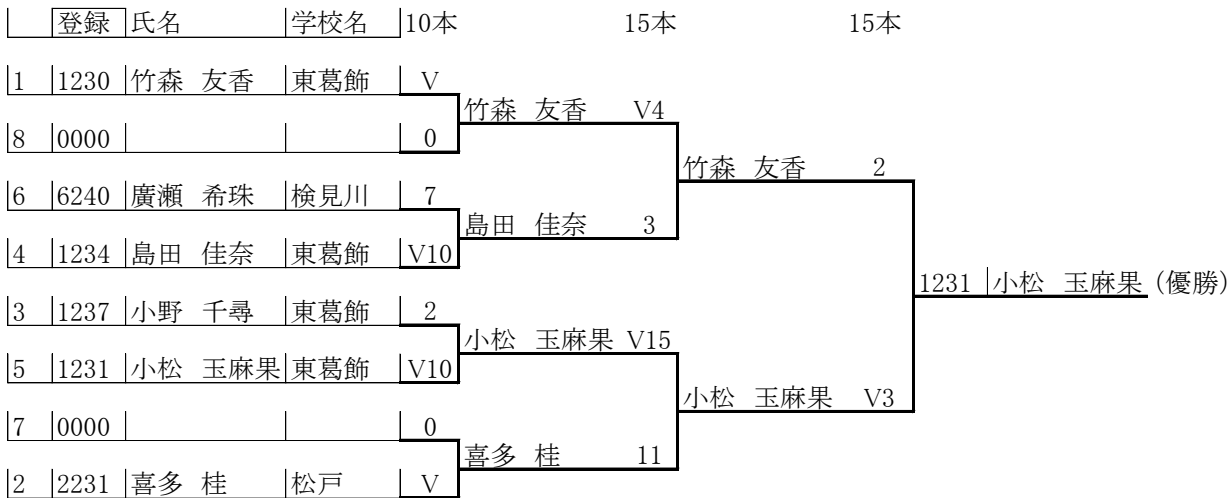 登録 氏名 学校名 10本 15本 15本
1 1230 竹森 友香 東葛飾 V
竹森 友香 V4
8 0000 0
竹森 友香 2
6 6240 廣瀬 希珠 検見川 7
島田 佳奈 3
4 1234 島田 佳奈 東葛飾 V10
1231 小松 玉麻果 (優勝)
3 1237 小野 千尋 東葛飾 2
小松 玉麻果 V15
5 1231 小松 玉麻果 東葛飾 V10
小松 玉麻果 V3
7 0000 0
喜多 桂 11
2 2231 喜多 桂 松戸 V